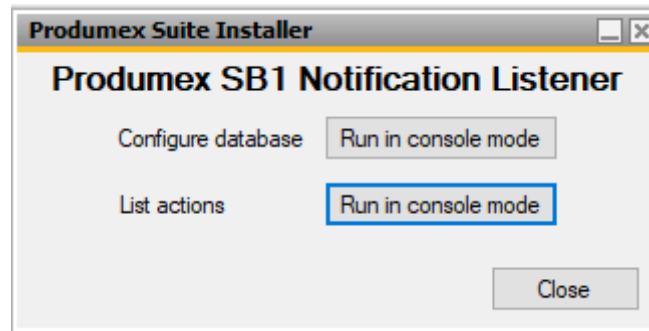 Produmex Suite Installer
Produmex SB1 Notification Listener
Configure database Run in console mode
List actions Run in console mode
Close